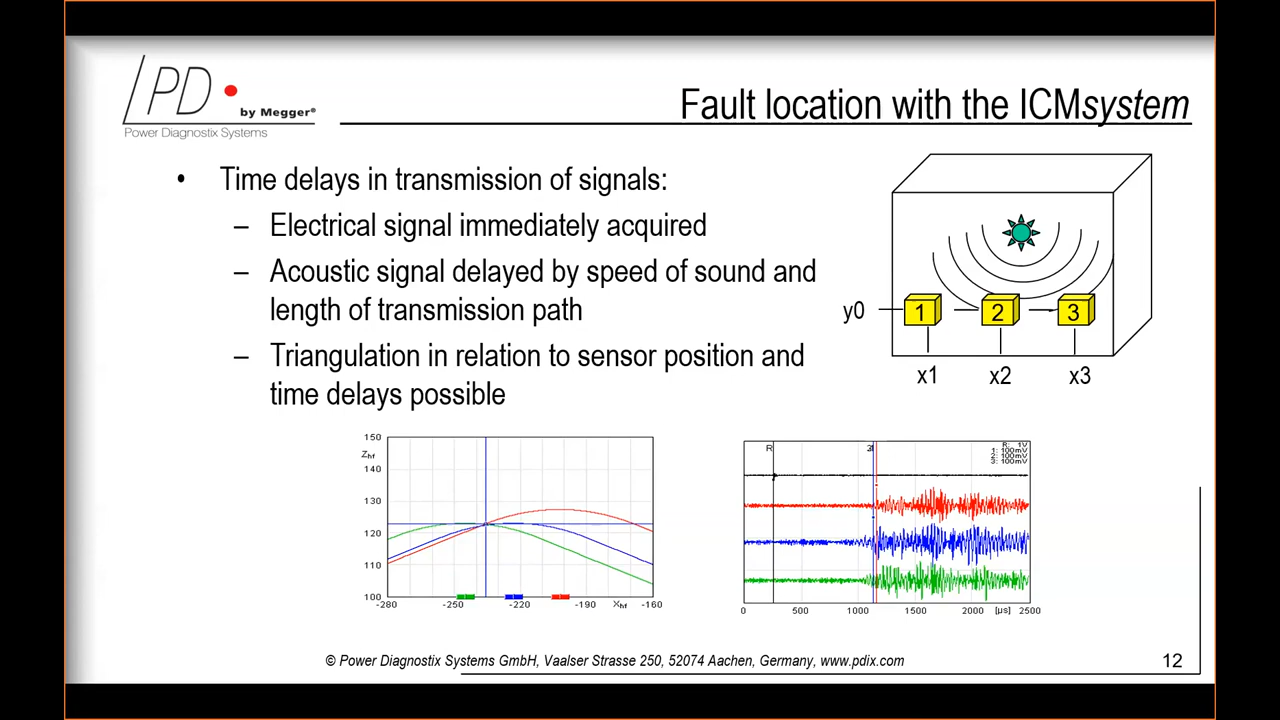 PD
by Megger®
Power Diagnostix Systems
Fault location with the ICMsystem
• Time delays in transmission of signals:
– Electrical signal immediately acquired
– Acoustic signal delayed by speed of sound and
length of transmission path
– Triangulation in relation to sensor position and
time delays possible
y0
1
2
3
x1
x2
x3
150
Zhf
140
130
120
110
100
-280
-250
-220
-190
Xhf
-160
R
R: 1V
1: 100mV
2: 100mV
3: 100mV
0
500
1000
1500
2000
[µs]
2500
© Power Diagnostix Systems GmbH, Vaalser Strasse 250, 52074 Aachen, Germany, www.pdix.com
12